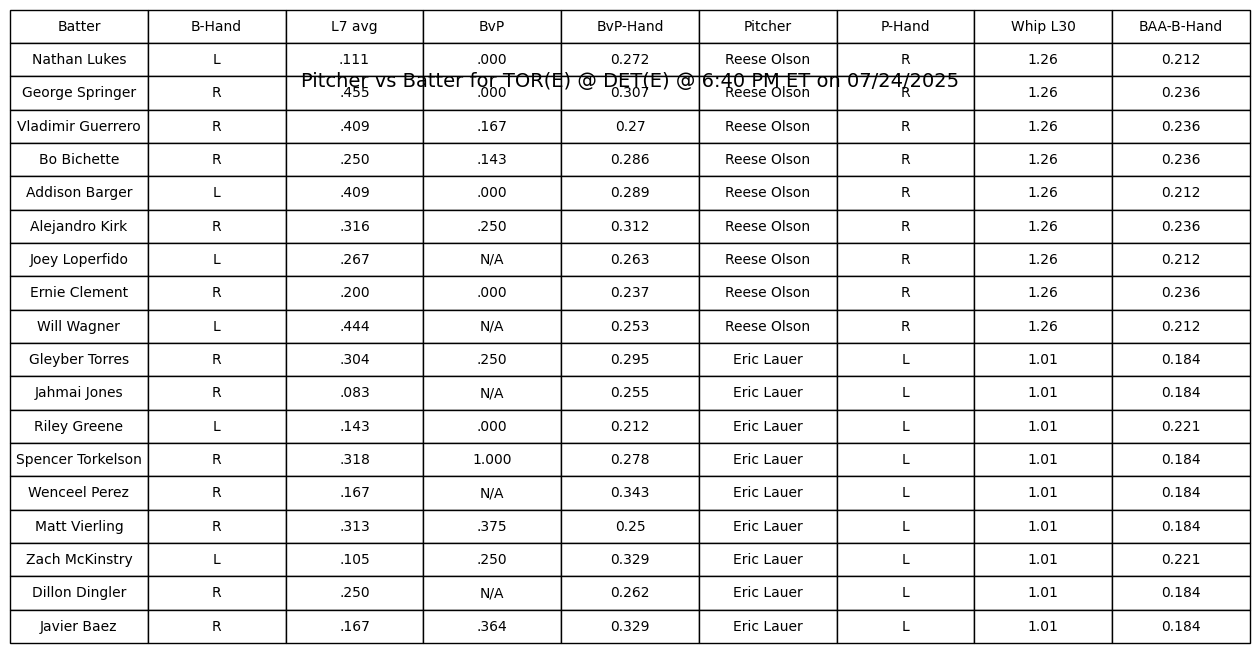 Batter B-Hand L7 avg BvP BvP-Hand Pitcher P-Hand Whip L30 BAA-B-Hand
Nathan Lukes L .111 .000 0.272 Reese Olson R 1.26 0.212
Pitcher vs Batter for TOR(E) @ DET(E) @ 6:40 PM ET on 07/24/2025
George Springer R .455 .000 0.307 Reese Olson R 1.26 0.236
Vladimir Guerrero R .409 .167 0.27 Reese Olson R 1.26 0.236
Bo Bichette R .250 .143 0.286 Reese Olson R 1.26 0.236
Addison Barger L .409 .000 0.289 Reese Olson R 1.26 0.212
Alejandro Kirk R .316 .250 0.312 Reese Olson R 1.26 0.236
Joey Loperfido L .267 N/A 0.263 Reese Olson R 1.26 0.212
Ernie Clement R .200 .000 0.237 Reese Olson R 1.26 0.236
Will Wagner L .444 N/A 0.253 Reese Olson R 1.26 0.212
Gleyber Torres R .304 .250 0.295 Eric Lauer L 1.01 0.184
Jahmai Jones R .083 N/A 0.255 Eric Lauer L 1.01 0.184
Riley Greene L .143 .000 0.212 Eric Lauer L 1.01 0.221
Spencer Torkelson R .318 1.000 0.278 Eric Lauer L 1.01 0.184
Wenceel Perez R .167 N/A 0.343 Eric Lauer L 1.01 0.184
Matt Vierling R .313 .375 0.25 Eric Lauer L 1.01 0.184
Zach McKinstry L .105 .250 0.329 Eric Lauer L 1.01 0.221
Dillon Dingler R .250 N/A 0.262 Eric Lauer L 1.01 0.184
Javier Baez R .167 .364 0.329 Eric Lauer L 1.01 0.184